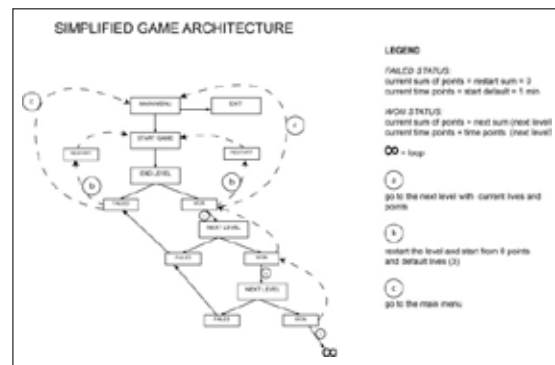 SIMPLIFIED GAME ARCHITECTURE
LEGEND
FAILED STATUS:
current sum of points = restart sum = 3
current time points = start default = 1 min
WON STATUS:
current sum of points = next sum (next level)
current time points + time points (next level)
∞ = loop
a
go to the next level with current lives and
points
b
restart the level and start from 0 points
and default lives (3)
c
go to the main menu
c
MAIN MENU
EXIT
c
START GAME
RESTART
END LEVEL
b
b
FAILED
WON
NEXT LEVEL
FAILED
WON
NEXT LEVEL
FAILED
WON
∞